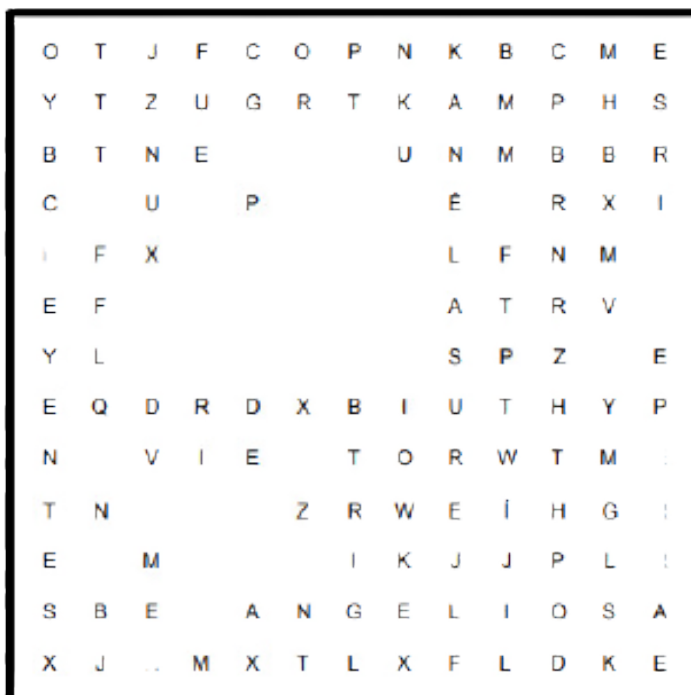 O T J F C O P N K B C M E
Y T Z U G R T K A M P H S
B T N E U N M B B R
C U P É R X I
F X L F N M
E F A T R V
Y L S P Z E
E Q D R D X B I U T H Y P
N V I E T O R W T M
T N Z R W E Í H G
E M I K J J P L
S B E A N G E L I O S A
X J M X T L X F L D K E